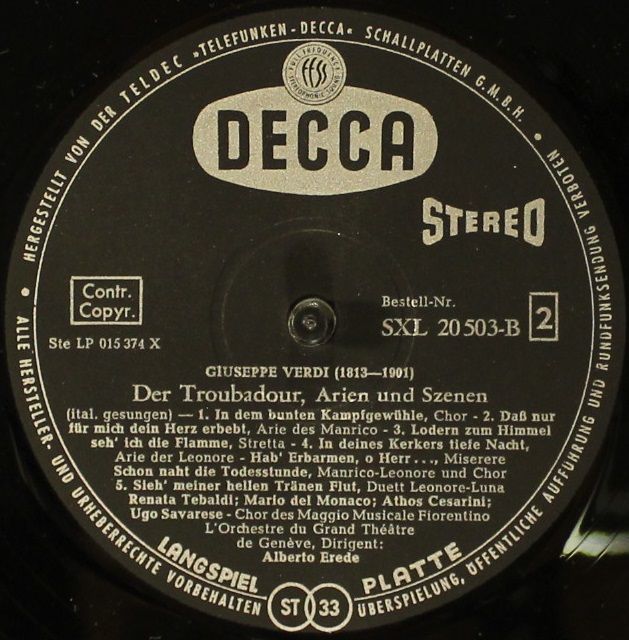 HERGESTELLT VON DER TELDEC »TELEFUNKEN-DECCA« SCHALLPLATTEN G.M.B.H. •
FULL FREQUENCY
ffss
STEREOPHONIC SOUND
DECCA
STEREO
Contr.
Copyr.
Ste LP 015 374 X
Bestell-Nr.
SXL 20 503-B 2
GIUSEPPE VERDI (1813—1901)
Der Troubadour, Arien und Szenen
(ital. gesungen) — 1. In dem bunten Kampfgewühle, Chor - 2. Daß nur
für mich dein Herz erbebt, Arie des Manrico - 3. Lodern zum Himmel
seh' ich die Flamme, Stretta - 4. In deines Kerkers tiefe Nacht,
Arie der Leonore - Hab' Erbarmen, o Herr ..., Miserere
Schon naht die Todesstunde, Manrico-Leonore und Chor
5. Sieh' meiner hellen Tränen Flut, Duett Leonore-Luna
Renata Tebaldi; Mario del Monaco; Athos Cesarini;
Ugo Savarese - Chor des Maggio Musicale Fiorentino
L'Orchestre du Grand Théâtre
de Genève, Dirigent:
Alberto Erede
LANGSPIEL PLATTE
ST 33
• ALLE HERSTELLER- UND URHEBERRECHTE VORBEHALTEN
ÜBERSPIELUNG, ÖFFENTLICHE AUFFÜHRUNG UND RUNDFUNKSENDUNG VERBOTEN